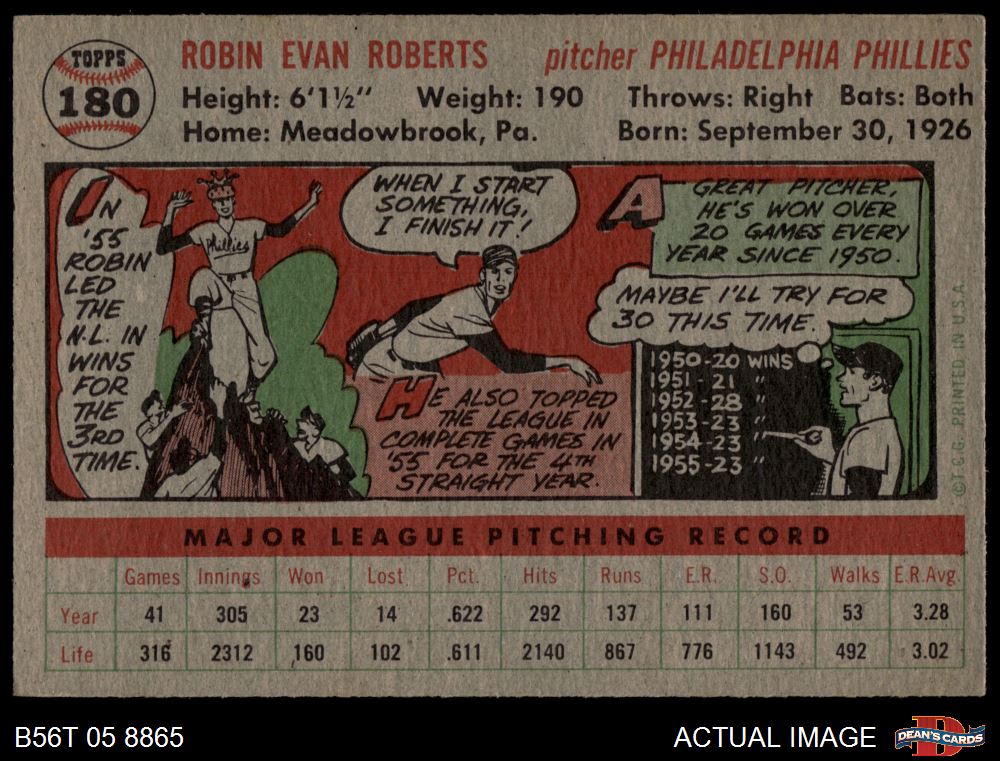 TOPPS
180
ROBIN EVAN ROBERTS pitcher PHILADELPHIA PHILLIES
Height: 6'1½" Weight: 190 Throws: Right Bats: Both
Home: Meadowbrook, Pa. Born: September 30, 1926
IN
'55
ROBIN
LED
THE
N.L. IN
WINS
FOR
THE
3RD
TIME.
Phillies
WHEN I START
SOMETHING,
I FINISH IT!
HE ALSO TOPPED
THE LEAGUE IN
COMPLETE GAMES IN
'55 FOR THE 4TH
STRAIGHT YEAR.
A GREAT PITCHER,
HE'S WON OVER
20 GAMES EVERY
YEAR SINCE 1950.
MAYBE I'LL TRY FOR
30 THIS TIME.
1950-20 WINS
1951-21 "
1952-28 "
1953-23 "
1954-23 "
1955-23 "
©T.C.G. PRINTED IN U.S.A.
MAJOR LEAGUE PITCHING RECORD
Games Innings Won Lost Pct. Hits Runs E.R. S.O. Walks E.R.Avg.
Year 41 305 23 14 .622 292 137 111 160 53 3.28
Life 316 2312 160 102 .611 2140 867 776 1143 492 3.02
B56T 05 8865 ACTUAL IMAGE
D
DEAN'S CARDS